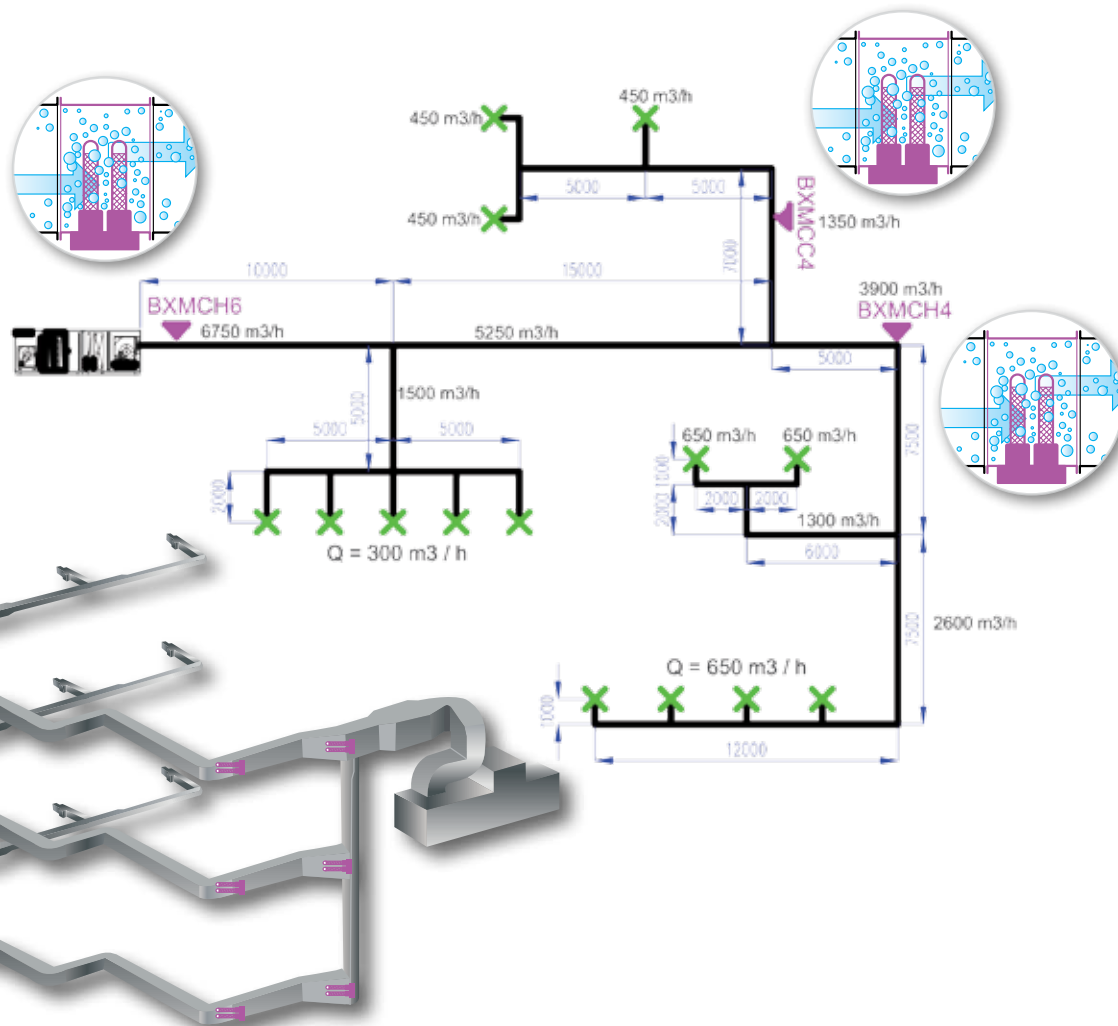 450 m3/h
450 m3/h
450 m3/h
5000
5000
7000
BXMCC4
1350 m3/h
10000
15000
BXMCH6
6750 m3/h
5250 m3/h
3900 m3/h
BXMCH4
5000
5000
1500 m3/h
5000
5000
2000
Q = 300 m3 / h
650 m3/h
650 m3/h
1000
2000
2000
2000
1300 m3/h
6000
7500
7500
2600 m3/h
Q = 650 m3 / h
1000
12000